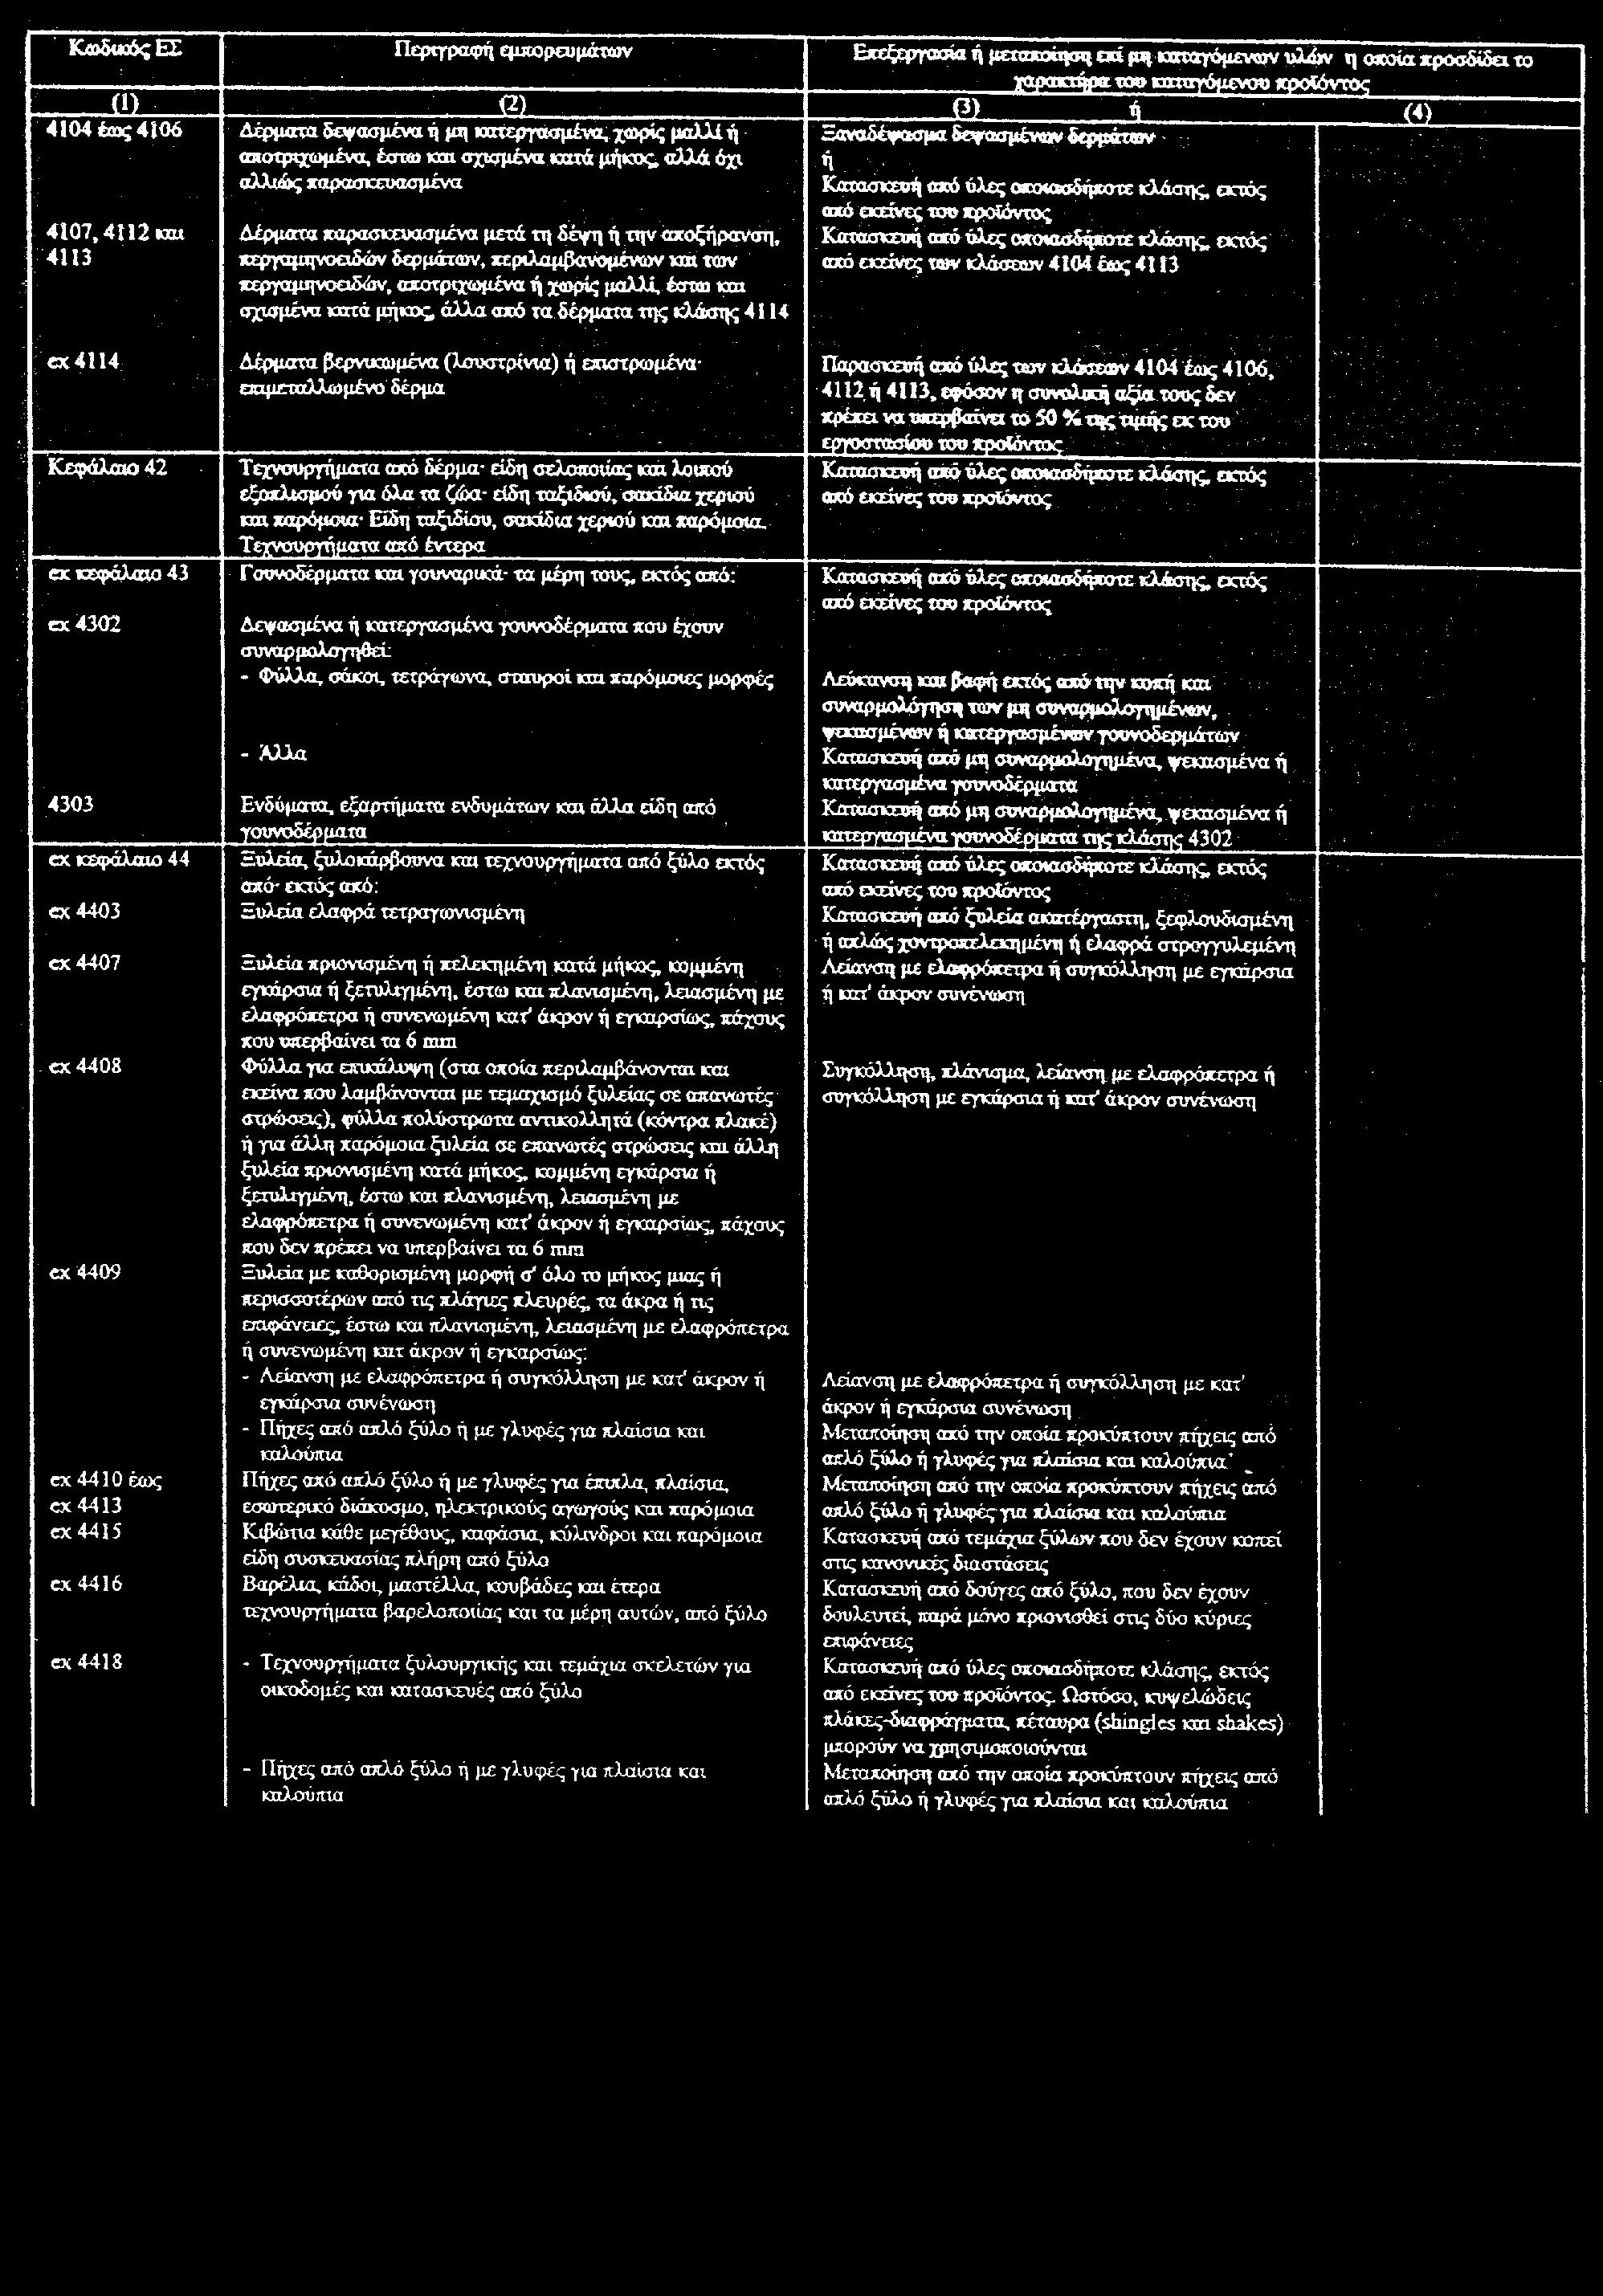 Κωδικός ΕΣ
Περιγραφή εμπορευμάτων
Επεξεργασία ή μεταποίηση επί μη καταγόμενων υλών η οποία προσδίδει το
χαρακτήρα του καταγόμενου προϊόντος
(1)
(2)
(3) ή (4)
4104 έως 4106
Δέρματα δεψασμένα ή μη κατεργασμένα, χωρίς μαλλί ή
αποτριχωμένα, έστω και σχισμένα κατά μήκος, αλλά όχι
αλλιώς παρασκευασμένα
Ξαναδέψασμα δεψασμένων δερμάτων
ή
Κατασκευή από ύλες οποιασδήποτε κλάσης, εκτός
από εκείνες του προϊόντος
4107, 4112 και
4113
Δέρματα παρασκευασμένα μετά τη δέψη ή την αποξήρανση,
περγαμηνοειδών δερμάτων, περιλαμβανομένων και των
περγαμηνοειδών, αποτριχωμένα ή χωρίς μαλλί, έστω και
σχισμένα κατά μήκος, άλλα από τα δέρματα της κλάσης 4114
Κατασκευή από ύλες οποιασδήποτε κλάσης, εκτός
από εκείνες των κλάσεων 4104 έως 4113
ex 4114
Δέρματα βερνικωμένα (λουστρίνια) ή επιστρωμένα·
επιμεταλλωμένο δέρμα
Παρασκευή από ύλες των κλάσεων 4104 έως 4106,
4112 ή 4113, εφόσον η συνολική αξία τους δεν
πρέπει να υπερβαίνει το 50 % της τιμής εκ του
εργοστασίου του προϊόντος
Κεφάλαιο 42
Τεχνουργήματα από δέρμα· είδη σελοποιίας και λοιπού
εξοπλισμού για όλα τα ζώα· είδη ταξιδιού, σακίδια χεριού
και παρόμοια· Είδη ταξιδίου, σακίδια χεριού και παρόμοια.
Τεχνουργήματα από έντερα
Κατασκευή από ύλες οποιασδήποτε κλάσης, εκτός
από εκείνες του προϊόντος
ex κεφάλαιο 43
Γουνοδέρματα και γουναρικά· τα μέρη τους, εκτός από:
Κατασκευή από ύλες οποιασδήποτε κλάσης, εκτός
από εκείνες του προϊόντος
ex 4302
Δεψασμένα ή κατεργασμένα γουνοδέρματα που έχουν
συναρμολογηθεί:
- Φύλλα, σάκοι, τετράγωνα, σταυροί και παρόμοιες μορφές
Λεύκανση και βαφή εκτός από την κοπή και
συναρμολόγηση των μη συναρμολογημένων,
ψεκασμένων ή κατεργασμένων γουνοδερμάτων
- Άλλα
Κατασκευή από μη συναρμολογημένα, ψεκασμένα ή
κατεργασμένα γουνοδέρματα
4303
Ενδύματα, εξαρτήματα ενδυμάτων και άλλα είδη από
γουνοδέρματα
Κατασκευή από μη συναρμολογημένα, ψεκασμένα ή
κατεργασμένα γουνοδέρματα της κλάσης 4302
ex κεφάλαιο 44
Ξυλεία, ξυλοκάρβουνα και τεχνουργήματα από ξύλο εκτός
από· εκτός από:
Κατασκευή από ύλες οποιασδήποτε κλάσης, εκτός
από εκείνες του προϊόντος
ex 4403
Ξυλεία ελαφρά τετραγωνισμένη
Κατασκευή από ξυλεία ακατέργαστη, ξεφλουδισμένη
ή απλώς χοντροπελεκημένη ή ελαφρά στρογγυλεμένη
ex 4407
Ξυλεία πριονισμένη ή πελεκημένη κατά μήκος, κομμένη
εγκάρσια ή ξετυλιγμένη, έστω και πλανισμένη, λειασμένη με
ελαφρόπετρα ή συνενωμένη κατ' άκρον ή εγκαρσίως, πάχους
που υπερβαίνει τα 6 mm
Λείανση με ελαφρόπετρα ή συγκόλληση με εγκάρσια
ή κατ' άκρον συνένωση
ex 4408
Φύλλα για επικάλυψη (στα οποία περιλαμβάνονται και
εκείνα που λαμβάνονται με τεμαχισμό ξυλείας σε απανωτές
στρώσεις), φύλλα πολύστρωτα αντικολλητά (κόντρα πλακέ)
ή για άλλη παρόμοια ξυλεία σε επανωτές στρώσεις και άλλη
ξυλεία πριονισμένη κατά μήκος, κομμένη εγκάρσια ή
ξετυλιγμένη, έστω και πλανισμένη, λειασμένη με
ελαφρόπετρα ή συνενωμένη κατ' άκρον ή εγκαρσίως, πάχους
που δεν πρέπει να υπερβαίνει τα 6 mm
Συγκόλληση, πλάνισμα, λείανση με ελαφρόπετρα ή
συγκόλληση με εγκάρσια ή κατ' άκρον συνένωση
ex 4409
Ξυλεία με καθορισμένη μορφή σ' όλο το μήκος μιας ή
περισσοτέρων από τις πλάγιες πλευρές, τα άκρα ή τις
επιφάνειες, έστω και πλανισμένη, λειασμένη με ελαφρόπετρα
ή συνενωμένη κατ άκρον ή εγκαρσίως:
- Λείανση με ελαφρόπετρα ή συγκόλληση με κατ' άκρον ή
εγκάρσια συνένωση
Λείανση με ελαφρόπετρα ή συγκόλληση με κατ'
άκρον ή εγκάρσια συνένωση
- Πήχες από απλό ξύλο ή με γλυφές για πλαίσια και
καλούπια
Μεταποίηση από την οποία προκύπτουν πήχεις από
απλό ξύλο ή γλυφές για πλαίσια και καλούπια
ex 4410 έως
ex 4413
Πήχες από απλό ξύλο ή με γλυφές για έπιπλα, πλαίσια,
εσωτερικό διάκοσμο, ηλεκτρικούς αγωγούς και παρόμοια
Μεταποίηση από την οποία προκύπτουν πήχεις από
απλό ξύλο ή γλυφές για πλαίσια και καλούπια
ex 4415
Κιβώτια κάθε μεγέθους, καφάσια, κύλινδροι και παρόμοια
είδη συσκευασίας πλήρη από ξύλο
Κατασκευή από τεμάχια ξύλων που δεν έχουν κοπεί
στις κανονικές διαστάσεις
ex 4416
Βαρέλια, κάδοι, μαστέλλα, κουβάδες και έτερα
τεχνουργήματα βαρελοποιίας και τα μέρη αυτών, από ξύλο
Κατασκευή από δούγες από ξύλο, που δεν έχουν
δουλευτεί, παρά μόνο πριονισθεί στις δύο κύριες
επιφάνειες
ex 4418
- Τεχνουργήματα ξυλουργικής και τεμάχια σκελετών για
οικοδομές και κατασκευές από ξύλο
Κατασκευή από ύλες οποιασδήποτε κλάσης, εκτός
από εκείνες του προϊόντος. Ωστόσο, κυψελώδεις
πλάκες-διαφράγματα, πέταυρα (shingles και shakes)
μπορούν να χρησιμοποιούνται
- Πήχες από απλό ξύλο ή με γλυφές για πλαίσια και
καλούπια
Μεταποίηση από την οποία προκύπτουν πήχεις από
απλό ξύλο ή γλυφές για πλαίσια και καλούπια